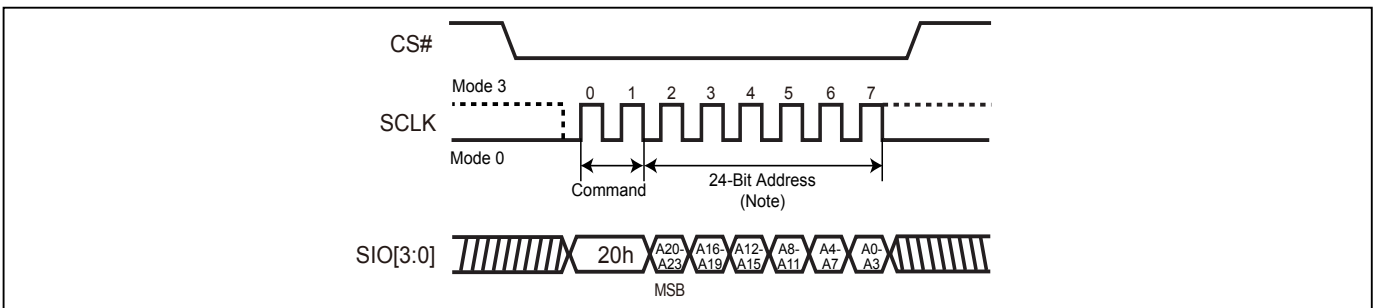 CS#
Mode 3
0 1 2 3 4 5 6 7
SCLK
Mode 0
Command
24-Bit Address
(Note)
SIO[3:0]
20h
A20-
A23
A16-
A19
A12-
A15
A8-
A11
A4-
A7
A0-
A3
MSB